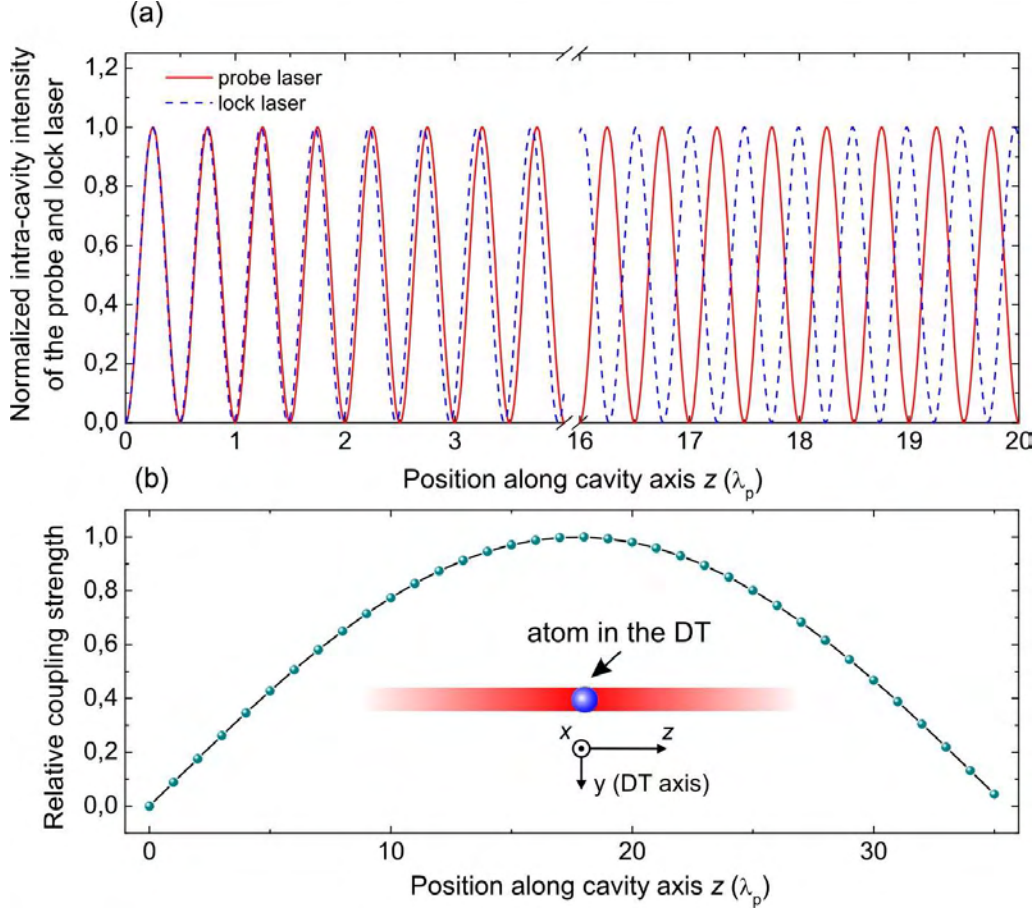 (a)
Normalized intra-cavity intensity
of the probe and lock laser
1,2
1,0
0,8
0,6
0,4
0,2
0,0
probe laser
lock laser
0 1 2 3 16 17 18 19 20
Position along cavity axis z (λp)
(b)
Relative coupling strength
1,0
0,8
0,6
0,4
0,2
0,0
atom in the DT
x z
y (DT axis)
0 10 20 30
Position along cavity axis z (λp)